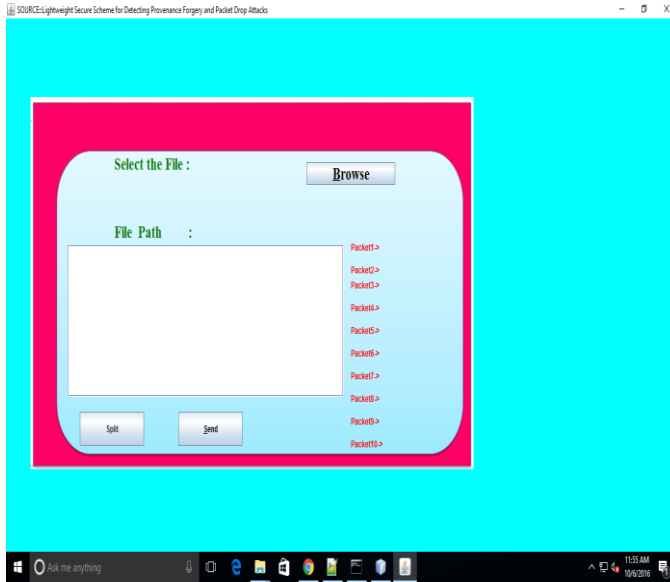 SOURCE::Lightweight Secure Scheme for Detecting Provenance Forgery and Packet Drop Attacks
Select the File :
Browse
File Path :
Packet1->
Packet2->
Packet3->
Packet4->
Packet5->
Packet6->
Packet7->
Packet8->
Packet9->
Packet10->
Split
Send
Ask me anything
11:55 AM
10/6/2016